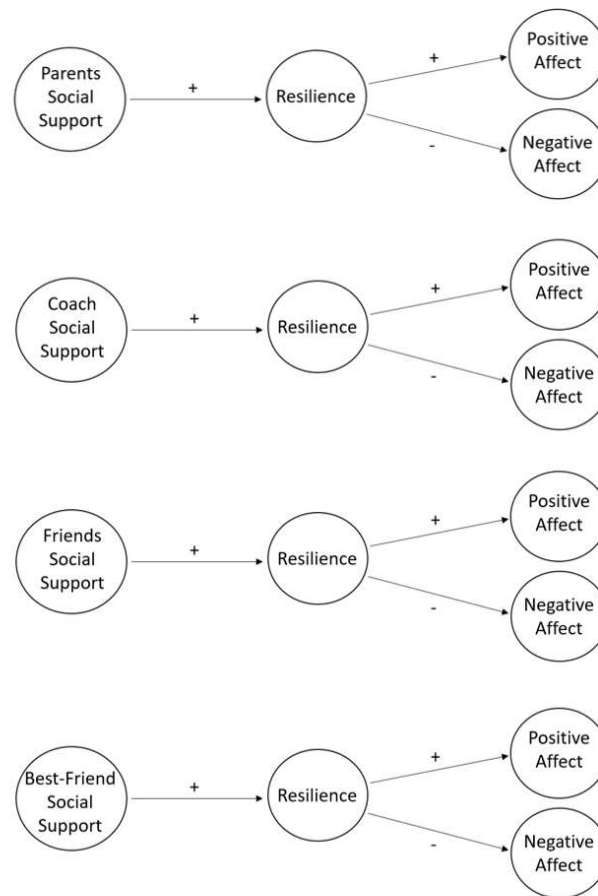 Parents
Social
Support
+
Resilience
+
-
Positive
Affect
Negative
Affect
Coach
Social
Support
+
Resilience
+
-
Positive
Affect
Negative
Affect
Friends
Social
Support
+
Resilience
+
-
Positive
Affect
Negative
Affect
Best-Friend
Social
Support
+
Resilience
+
-
Positive
Affect
Negative
Affect